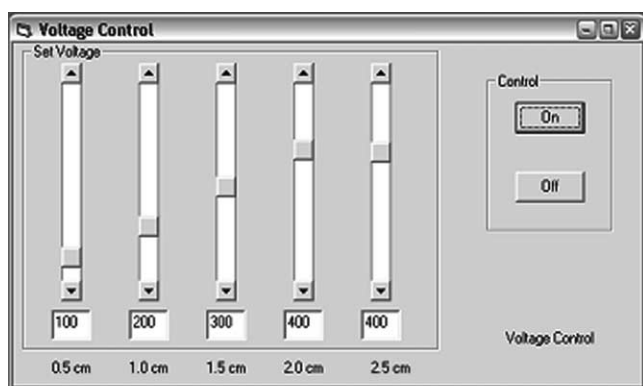 Voltage Control
Set Voltage
Control
On
Off
100 200 300 400 400
Voltage Control
0.5 cm 1.0 cm 1.5 cm 2.0 cm 2.5 cm